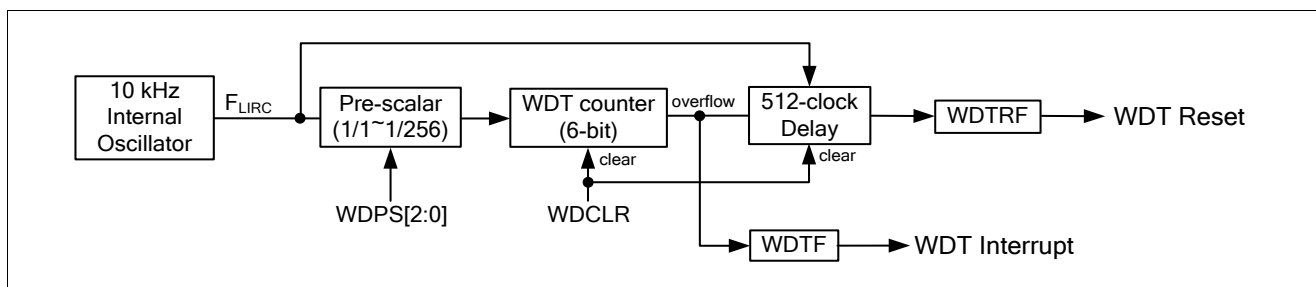 10 kHz
Internal
Oscillator
FLIRC
Pre-scalar
(1/1~1/256)
WDPS[2:0]
WDT counter
(6-bit)
clear
WDCLR
overflow
512-clock
Delay
clear
WDTRF
WDT Reset
WDTF
WDT Interrupt